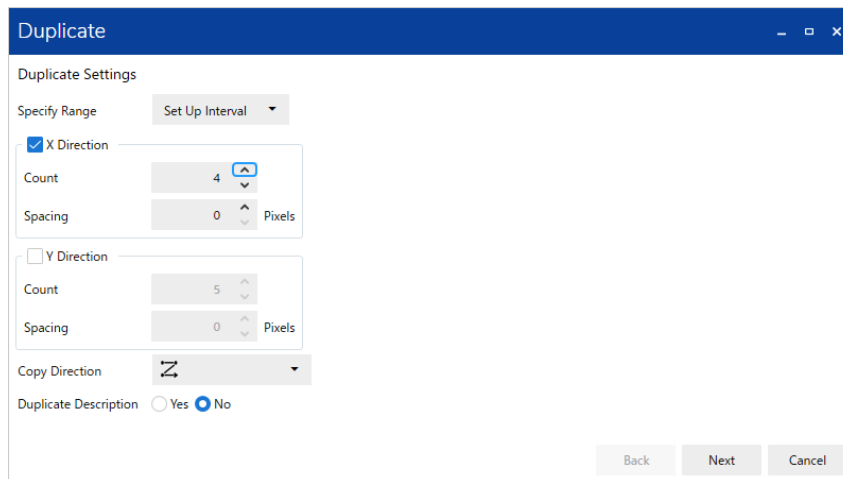 Duplicate
Duplicate Settings
Specify Range Set Up Interval
X Direction
Count 4
Spacing 0 Pixels
Y Direction
Count 5
Spacing 0 Pixels
Copy Direction
Duplicate Description Yes No
Back Next Cancel